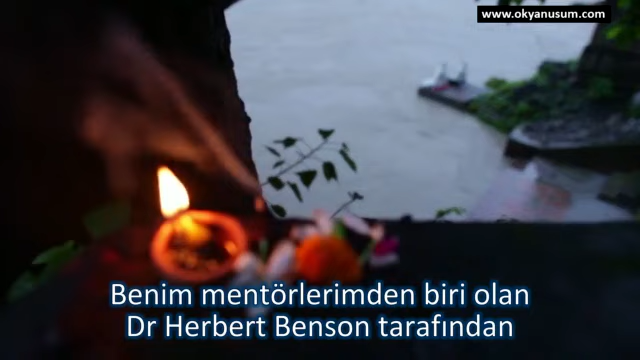 www.okyanusum.com
Benim mentörlerimden biri olan
Dr Herbert Benson tarafından